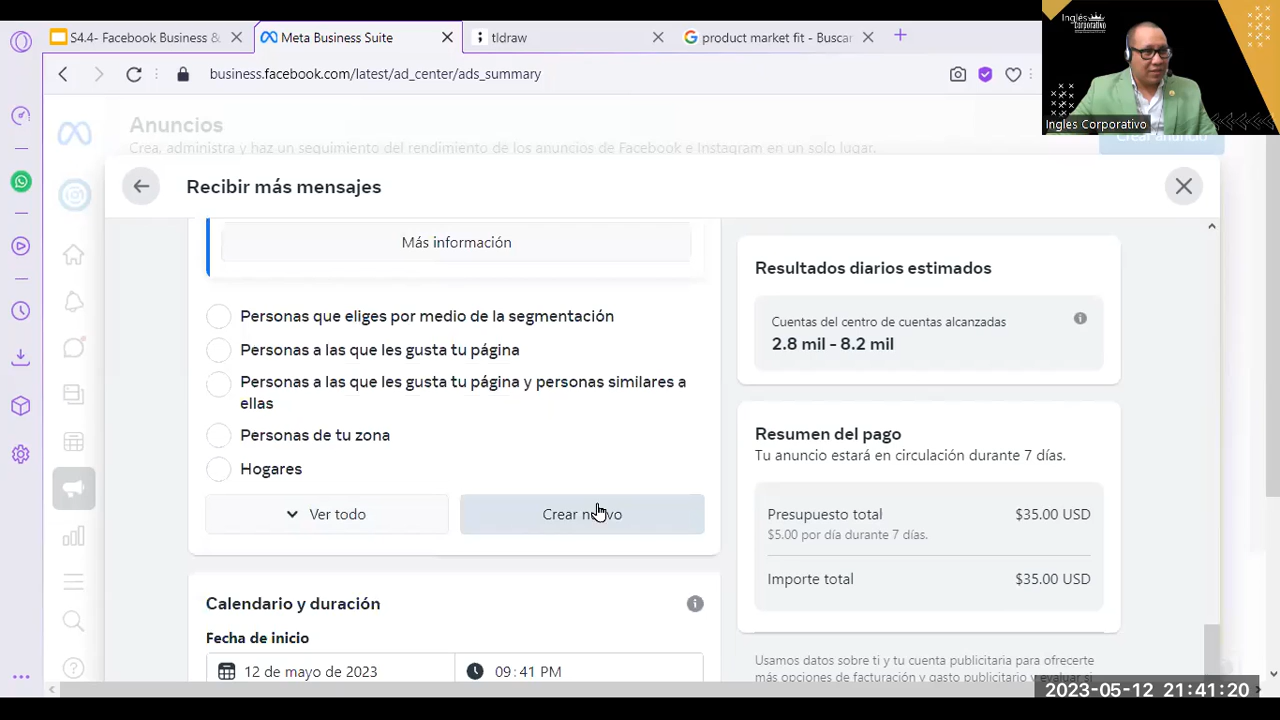 S4.4- Facebook Business &
Meta Business Suite
tldraw
product market fit - Buscar
business.facebook.com/latest/ad_center/ads_summary
Inglés
Corporativo
Ingles Corporativo
Anuncios
Crea, administra y haz un seguimiento del rendimiento de los anuncios de Facebook e Instagram en un solo lugar.
Crear anuncio
Recibir más mensajes
Más información
Personas que eliges por medio de la segmentación
Personas a las que les gusta tu página
Personas a las que les gusta tu página y personas similares a
ellas
Personas de tu zona
Hogares
Ver todo
Crear nuevo
Calendario y duración
Fecha de inicio
12 de mayo de 2023
09:41 PM
Resultados diarios estimados
Cuentas del centro de cuentas alcanzadas
2.8 mil - 8.2 mil
Resumen del pago
Tu anuncio estará en circulación durante 7 días.
Presupuesto total $35.00 USD
$5.00 por día durante 7 días.
Importe total $35.00 USD
Usamos datos sobre ti y tu cuenta publicitaria para ofrecerte
más opciones de facturación y gasto publicitario y evaluar si
2023-05-12 21:41:20